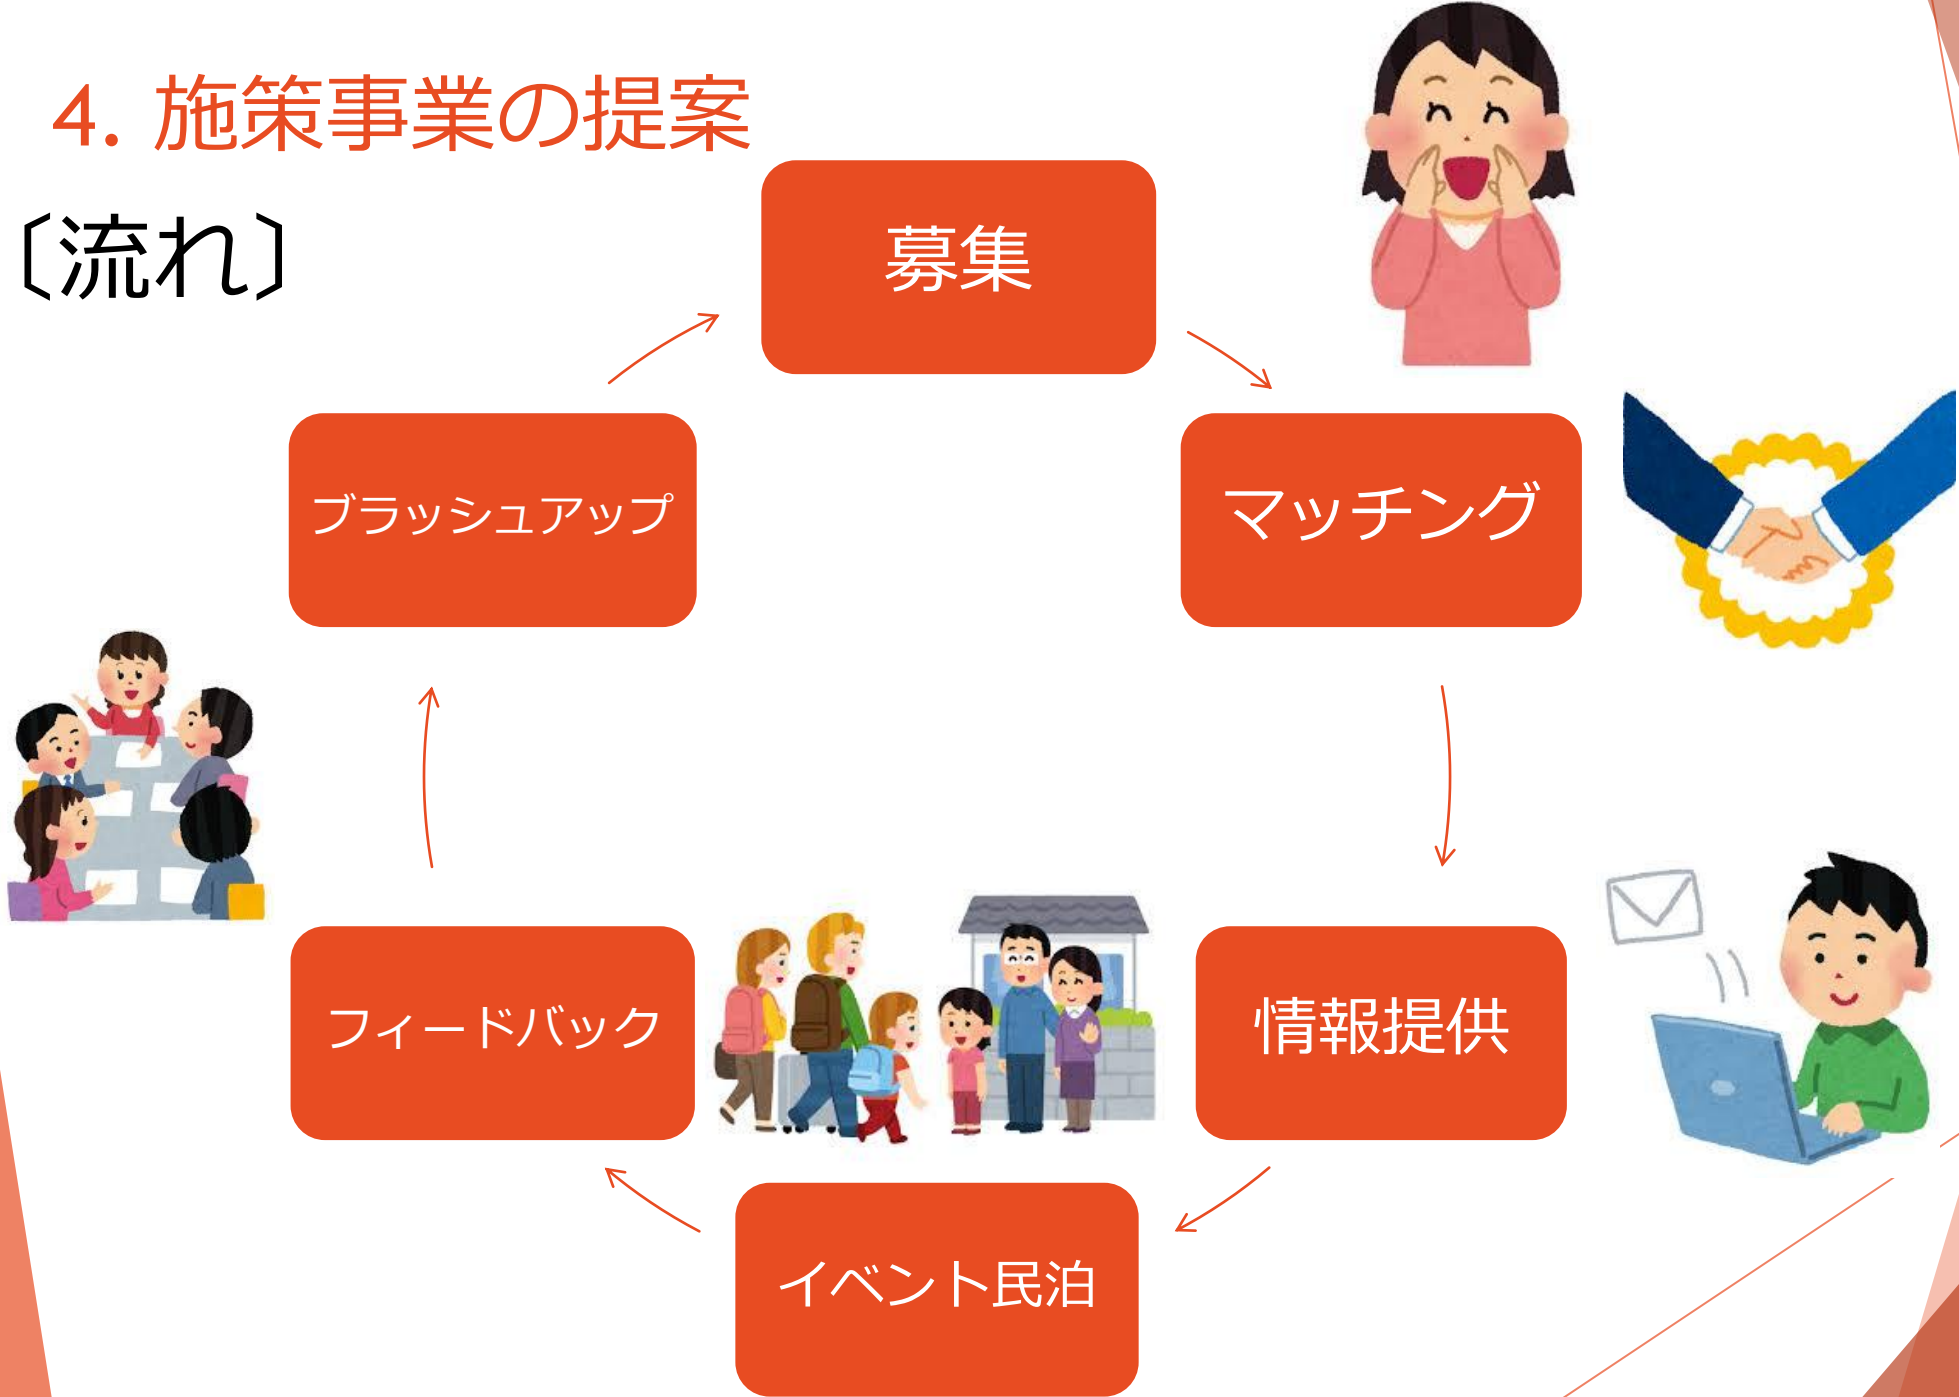 4. 施策事業の提案
〔流れ〕
募集
マッチング
情報提供
イベント民泊
フィードバック
ブラッシュアップ